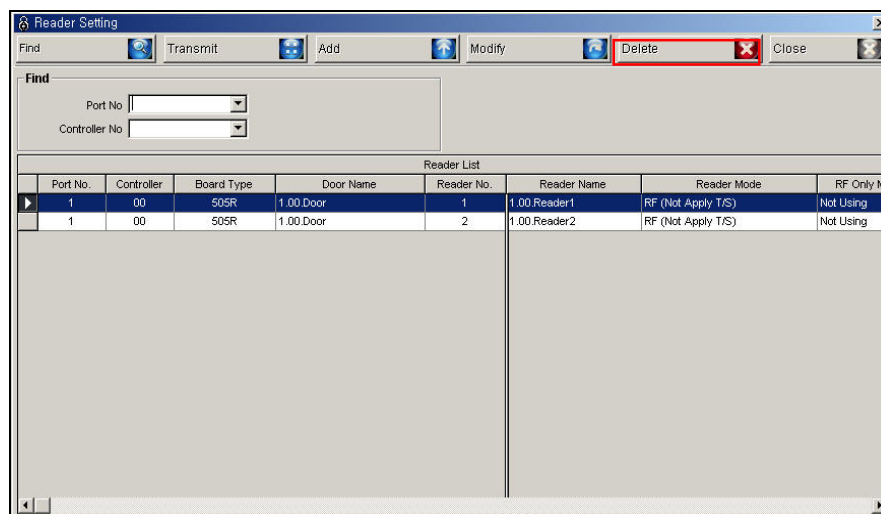 Reader Setting
Find Transmit Add Modify Delete Close
Find
Port No
Controller No
Reader List
Port No. Controller Board Type Door Name Reader No. Reader Name Reader Mode RF Only M
1 00 505R 1.00.Door 1 1.00.Reader1 RF (Not Apply T/S) Not Using
1 00 505R 1.00.Door 2 1.00.Reader2 RF (Not Apply T/S) Not Using